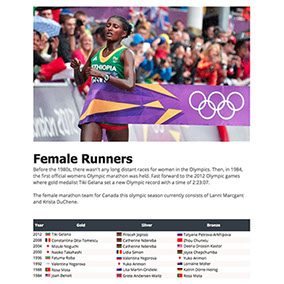 ETHIOPIA
Female Runners
Before the 1980s, there wasn't any long distance races for women in the Olympics. Then, in 1984,
the first official womens Olympic marathon was held. Fast forward to the 2012 Olympic games
where gold medalist Tiki Gelana set a new Olympic record with a time of 2:23:07.
The female marathon team for Canada this olympic season currently consists of Lanni Marchant
and Krista DuChene.
Gold Silver Bronze
2012 Tiki Gelana Priscah Jeptoo Tatyana Petrova Arkhipova
2008 Constantina Diţa-Tomescu Catherine Ndereba Zhou Chunxiu
2004 Mizuki Noguchi Catherine Ndereba Deena Drossin Kastor
2000 Naoko Takahashi Lidia Simon Joyce Chepchumba
1996 Fatuma Roba Valentina Yegorova Yuko Arimori
1992 Valentina Yegorova Yuko Arimori Lorraine Moller
1988 Rosa Mota Lisa Martin-Ondieki Katrin Dörre-Heinig
1984 Joan Benoit Grete Andersen-Waitz Rosa Mota